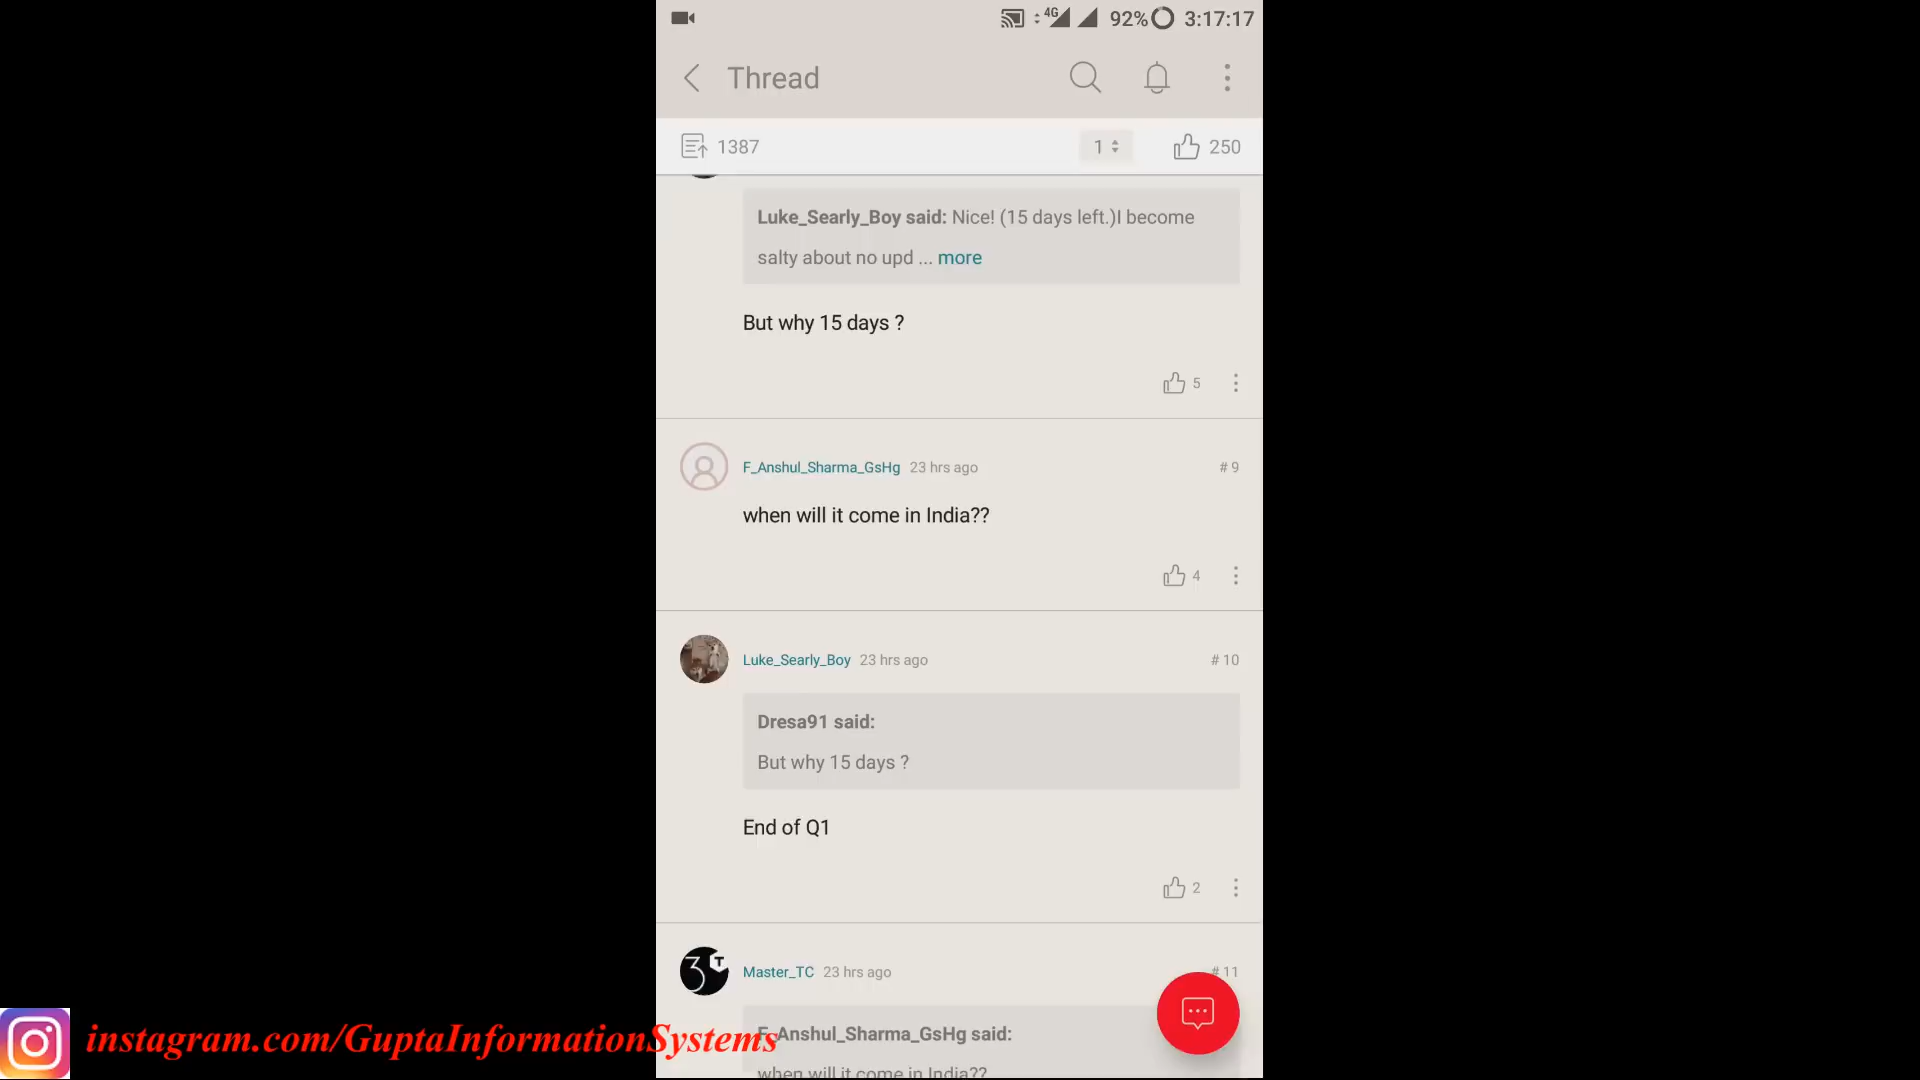 4G 92% 3:17:17
Thread
1387 1 250
Luke_Searly_Boy said: Nice! (15 days left.)I become
salty about no upd ... more
But why 15 days ?
5
F_Anshul_Sharma_GsHg 23 hrs ago #9
when will it come in India??
4
Luke_Searly_Boy 23 hrs ago #10
Dresa91 said:
But why 15 days ?
End of Q1
2
3T
Master_TC 23 hrs ago #11
F_Anshul_Sharma_GsHg said:
when will it come in India??
instagram.com/GuptaInformationSystems